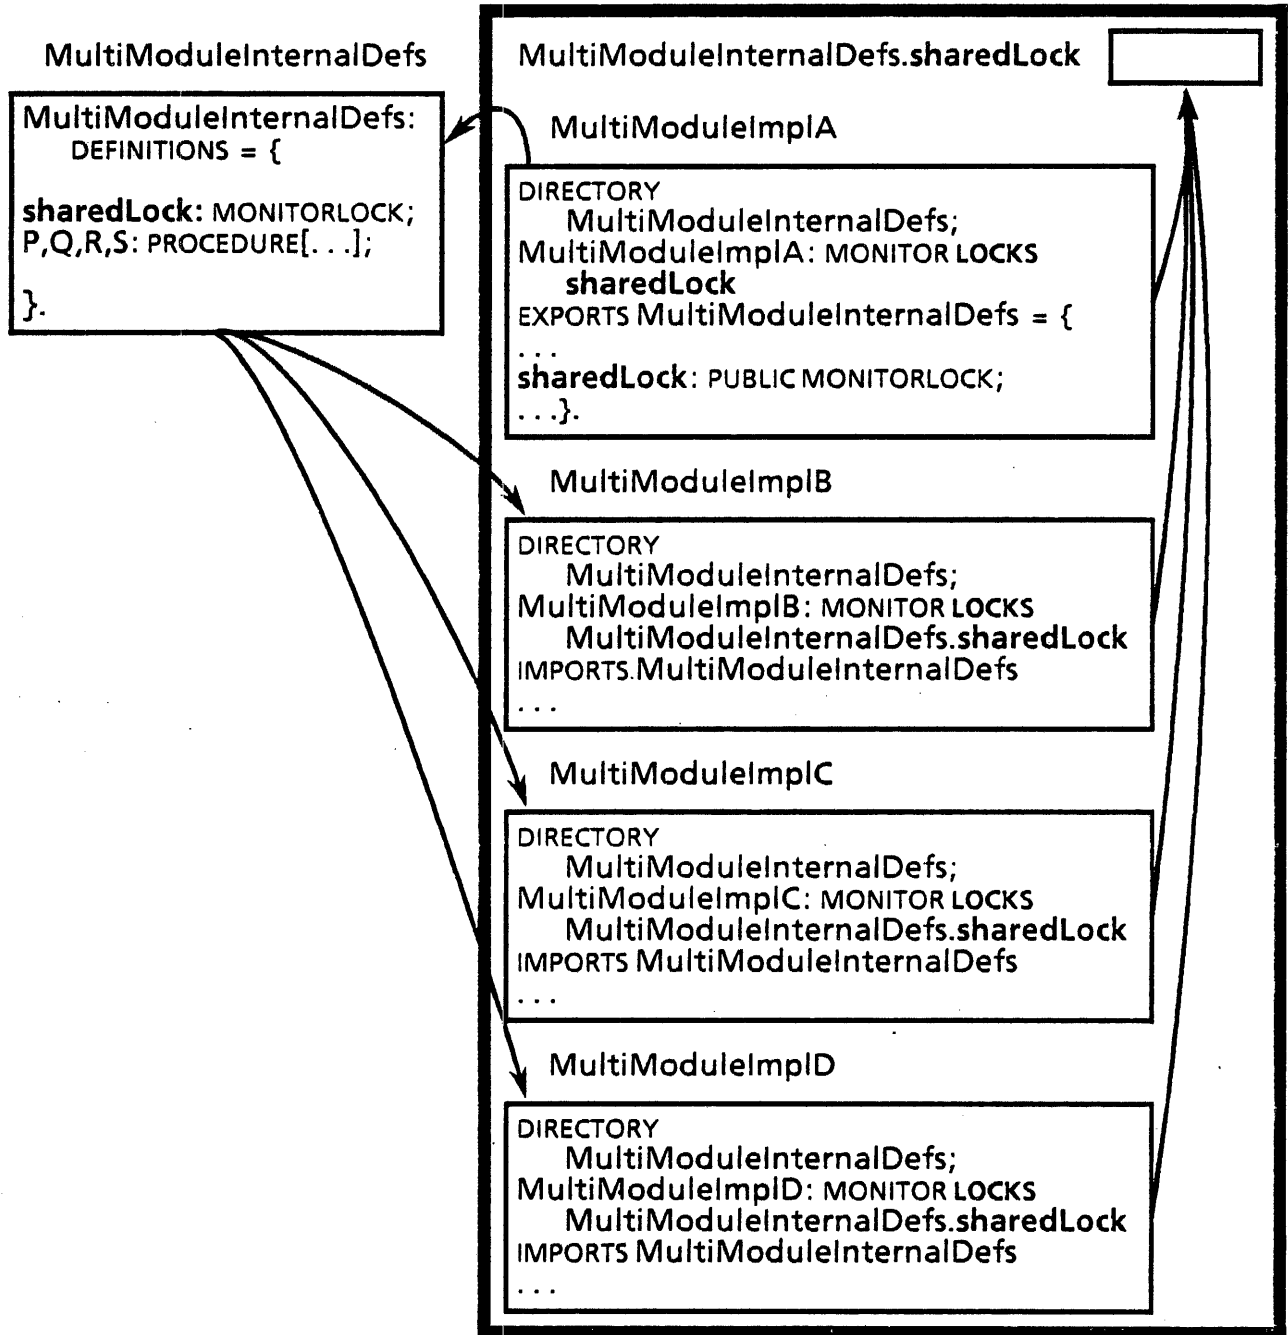 MultiModuleInternalDefs
MultiModuleInternalDefs:
DEFINITIONS = {
sharedLock: MONITORLOCK;
P,Q,R,S: PROCEDURE[. . .];
}.
MultiModuleInternalDefs.sharedLock
MultiModuleImplA
DIRECTORY
MultiModuleInternalDefs;
MultiModuleImplA: MONITOR LOCKS
sharedLock
EXPORTS MultiModuleInternalDefs = {
. . .
sharedLock: PUBLIC MONITORLOCK;
. . .}.
MultiModuleImplB
DIRECTORY
MultiModuleInternalDefs;
MultiModuleImplB: MONITOR LOCKS
MultiModuleInternalDefs.sharedLock
IMPORTS MultiModuleInternalDefs
. . .
MultiModuleImplC
DIRECTORY
MultiModuleInternalDefs;
MultiModuleImplC: MONITOR LOCKS
MultiModuleInternalDefs.sharedLock
IMPORTS MultiModuleInternalDefs
. . .
MultiModuleImplD
DIRECTORY
MultiModuleInternalDefs;
MultiModuleImplD: MONITOR LOCKS
MultiModuleInternalDefs.sharedLock
IMPORTS MultiModuleInternalDefs
. . .